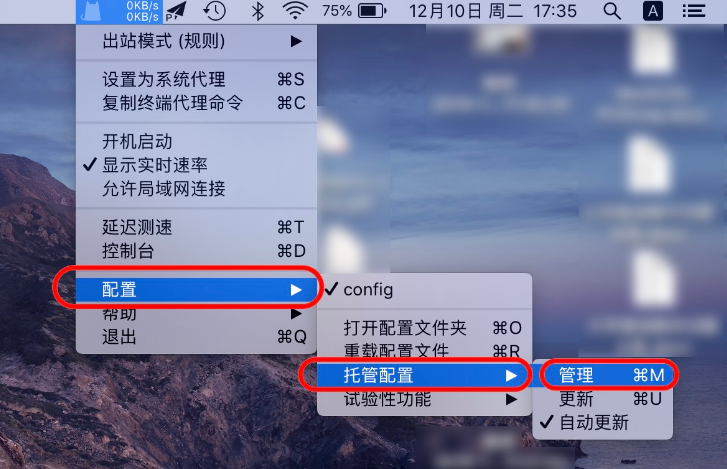 0KB/s
0KB/s
75%
12月10日 周二 17:35
A
出站模式 (规则) ▶
设置为系统代理 ⌘S
复制终端代理命令 ⌘C
开机启动
✓ 显示实时速率
允许局域网连接
延迟测速 ⌘T
控制台 ⌘D
配置 ▶
帮助 ▶
退出 ⌘Q
✓ config
打开配置文件夹 ⌘O
重载配置文件 ⌘R
托管配置 ▶
试验性功能 ▶
管理 ⌘M
更新 ⌘U
✓ 自动更新